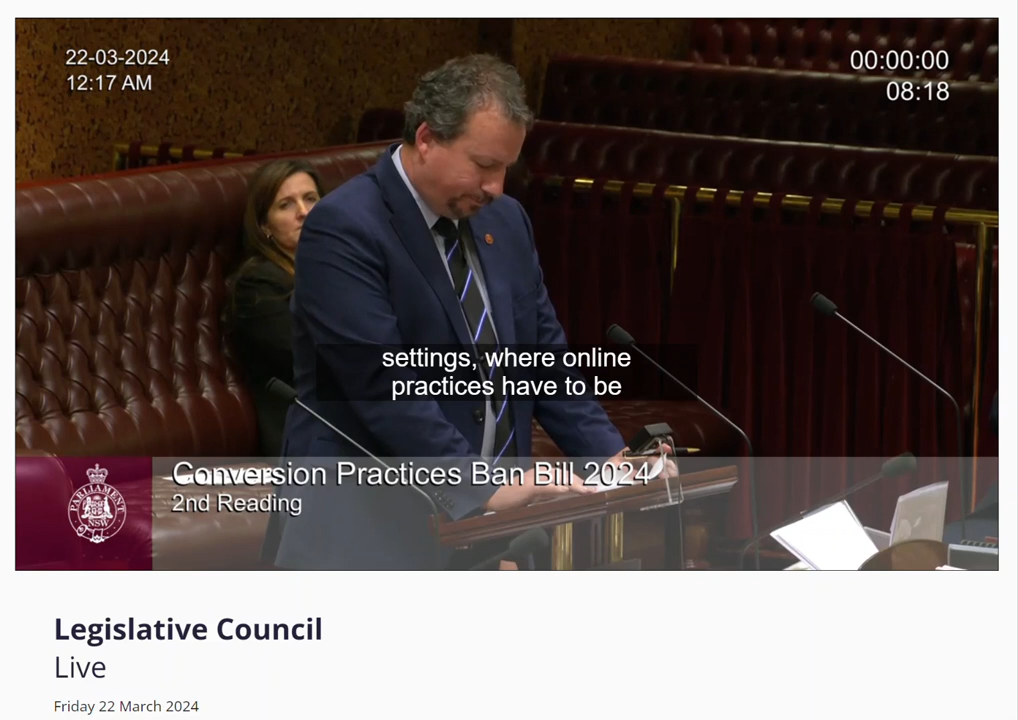 22-03-2024
12:17 AM
00:00:00
08:18
settings, where online
practices have to be
Conversion Practices Ban Bill 2024
2nd Reading
PARLIAMENT
NSW
Legislative Council
Live
Friday 22 March 2024